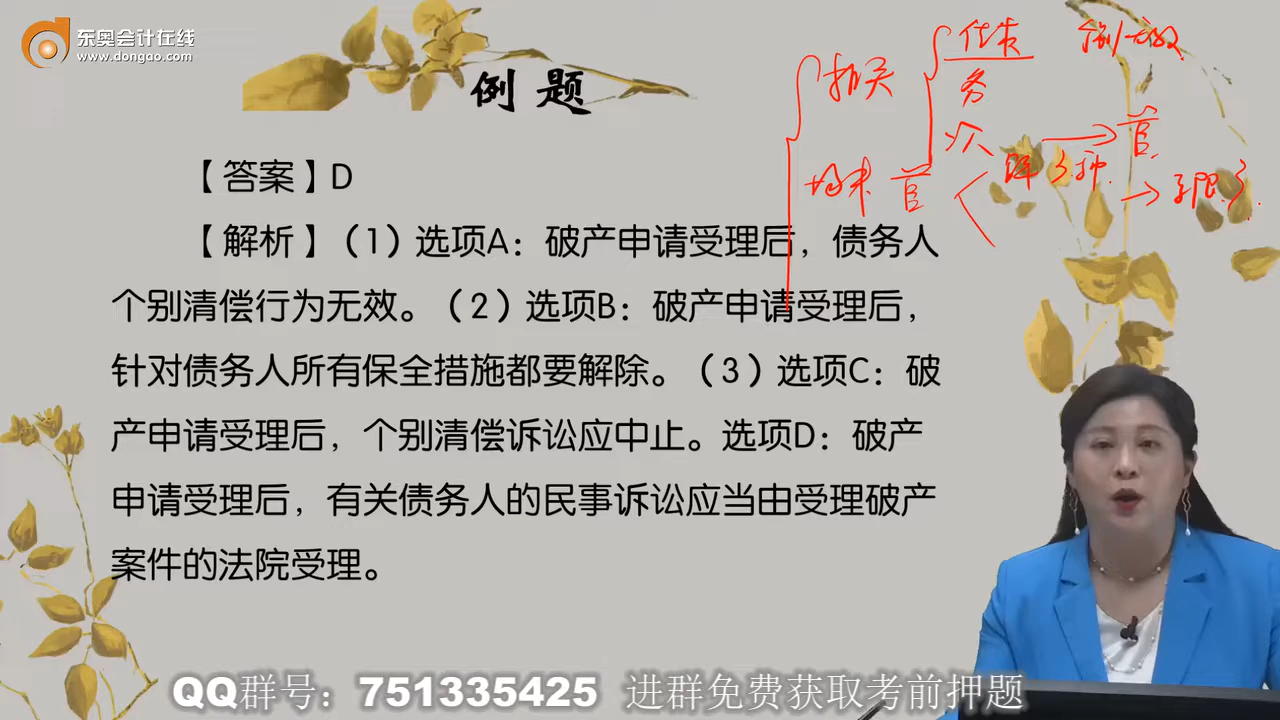 东奥会计在线
www.dongao.com
例题
【答案】D
【解析】（1）选项A：破产申请受理后，债务人
个别清偿行为无效。（2）选项B：破产申请受理后，
针对债务人所有保全措施都要解除。（3）选项C：破
产申请受理后，个别清偿诉讼应中止。选项D：破产
申请受理后，有关债务人的民事诉讼应当由受理破产
案件的法院受理。
QQ群号：751335425 进群免费获取考前押题